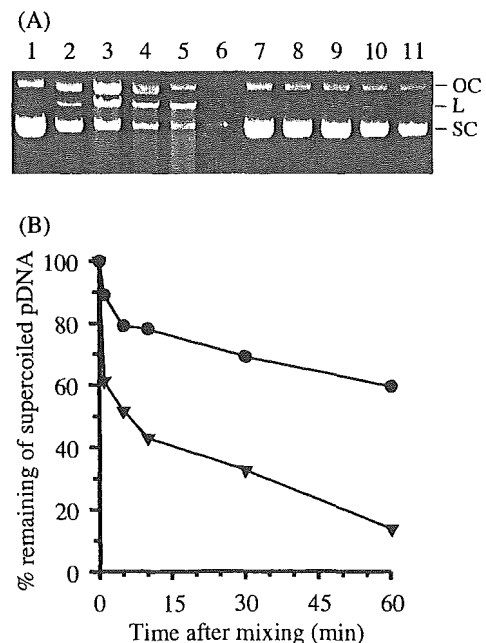 (A)
1 2 3 4 5 6 7 8 9 10 11
OC
L
SC
(B)
% remaining of supercoiled pDNA
100
80
60
40
20
0
0 15 30 45 60
Time after mixing (min)